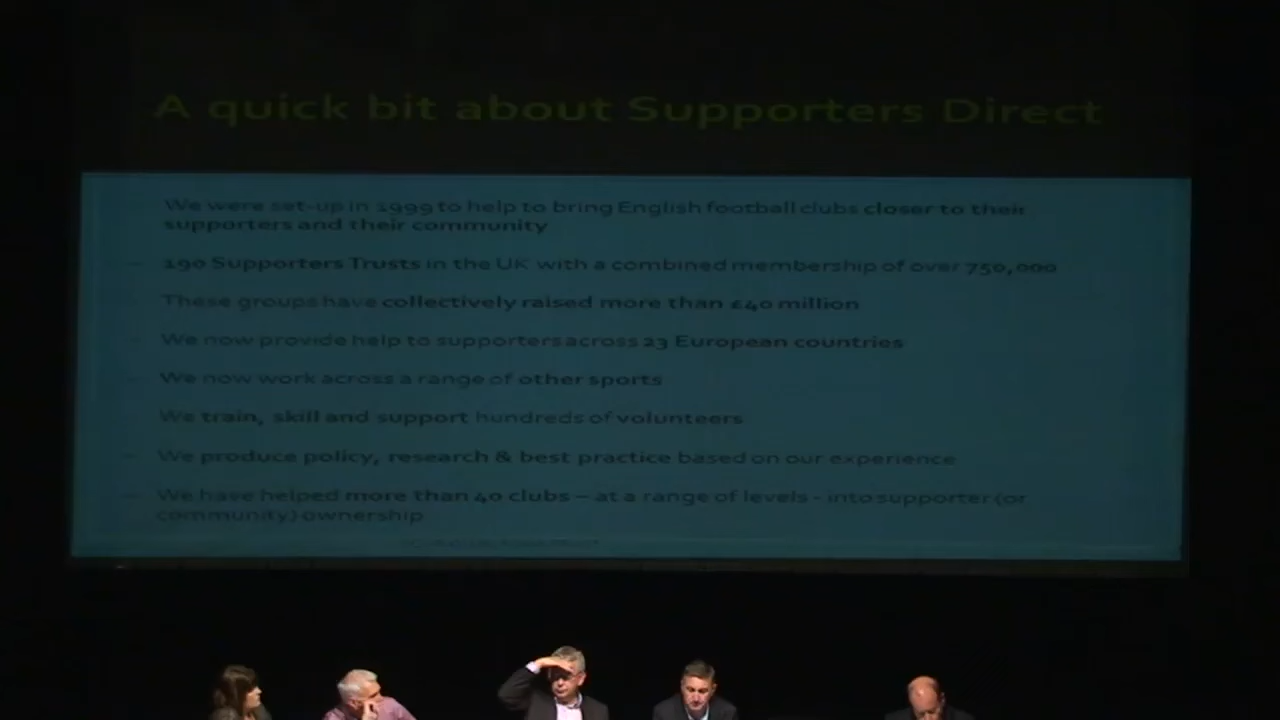 A quick bit about Supporters Direct
We were set-up in 1999 to help to bring English football clubs closer to their
supporters and their community
– 190 Supporters Trusts in the UK with a combined membership of over 750,000
These groups have collectively raised more than £40 million
– We now provide help to supporters across 23 European countries
– We now work across a range of other sports
We train, skill and support hundreds of volunteers
– We produce policy, research & best practice based on our experience
– We have helped more than 40 clubs – at a range of levels - into supporter (or
community) ownership